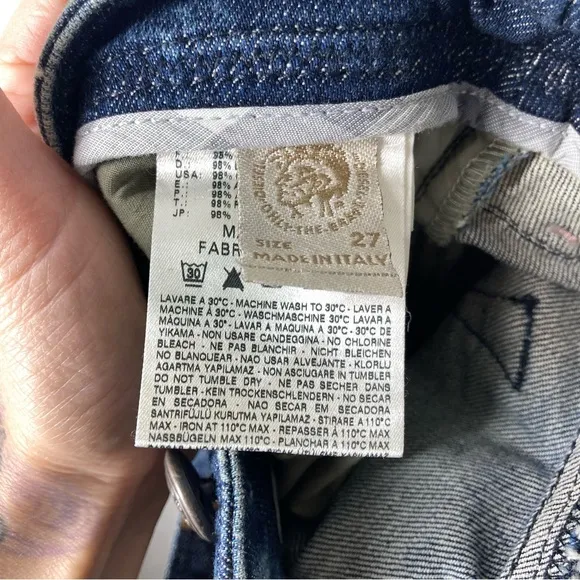 98%
D.: 98%
USA: 98%
E.: 98%
P.: 98%
T.: 98%
JP: 98%
DIESEL
ONLY-THE-BRAVE
SIZE 27
MADE IN ITALY
FABR
30
LAVARE A 30°C - MACHINE WASH TO 30°C - LAVER A
MACHINE À 30°C - WASCHMASCHINE 30°C LAVAR A
MÁQUINA A 30° - LAVAR LA MAQUINA A 30°C - 30°C DE
YIKAMA - NON USARE CANDEGGINA - NO CHLORINE
BLEACH - NE PAS BLANCHIR - NICHT BLEICHEN
NO BLANQUEAR - NAO USAR ALVEJANTE - KLORLU
AGARTMA YAPILAMAZ - NON ASCIUGARE IN TUMBLER
DO NOT TUMBLE DRY - NE PAS SECHER DANS
TUMBLER - KEIN TROCKENSCHLENDERN - NO SECAR
EN SECADORA - NAO SECAR EM SECADORA
SANTRIFÜJLÜ KURUTMA YAPILAMAZ - STIRARE A 110°C
MAX - IRON AT 110°C MAX - REPASSER À 110°C MAX
NASSBÜGELN MAX 110°C - PLANCHAR A 110°C MAX